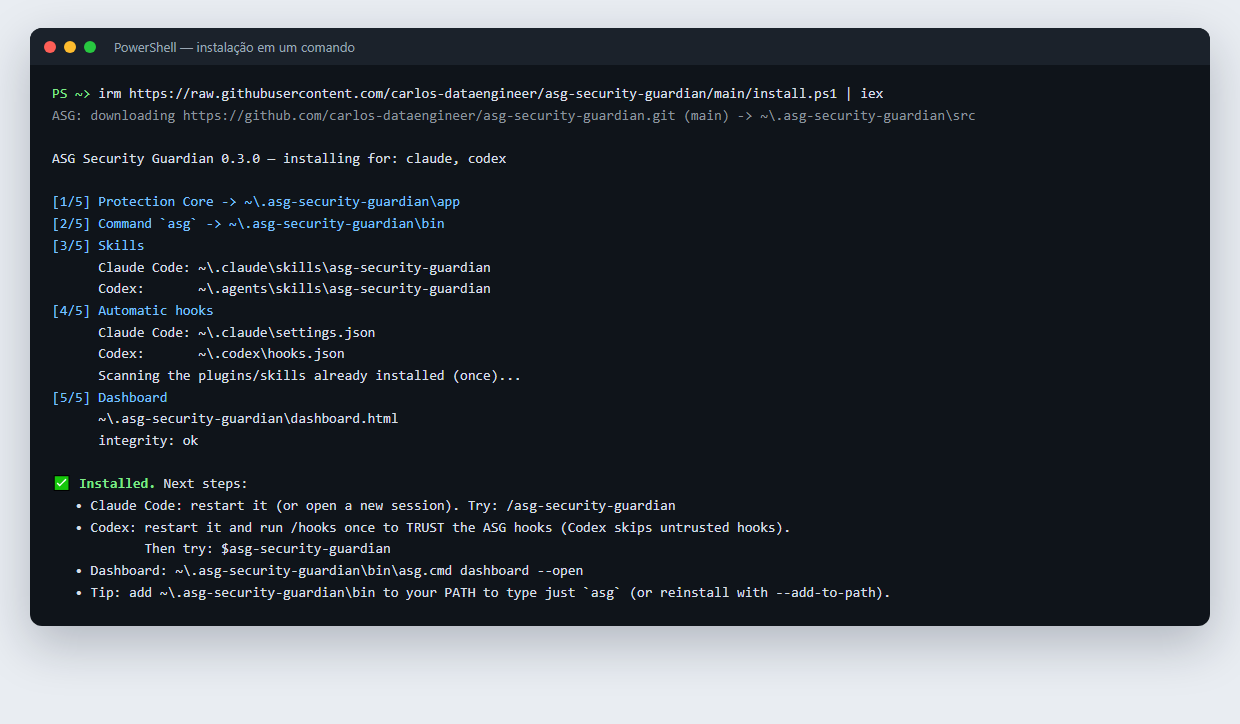 PowerShell — instalação em um comando
PS ~> irm https://raw.githubusercontent.com/carlos-dataengineer/asg-security-guardian/main/install.ps1 | iex
ASG: downloading https://github.com/carlos-dataengineer/asg-security-guardian.git (main) -> ~\.asg-security-guardian\src
ASG Security Guardian 0.3.0 — installing for: claude, codex
[1/5] Protection Core -> ~\.asg-security-guardian\app
[2/5] Command `asg` -> ~\.asg-security-guardian\bin
[3/5] Skills
Claude Code: ~\.claude\skills\asg-security-guardian
Codex:       ~\.agents\skills\asg-security-guardian
[4/5] Automatic hooks
Claude Code: ~\.claude\settings.json
Codex:       ~\.codex\hooks.json
Scanning the plugins/skills already installed (once)...
[5/5] Dashboard
~\.asg-security-guardian\dashboard.html
integrity: ok
✅ Installed. Next steps:
• Claude Code: restart it (or open a new session). Try: /asg-security-guardian
• Codex: restart it and run /hooks once to TRUST the ASG hooks (Codex skips untrusted hooks).
Then try: $asg-security-guardian
• Dashboard: ~\.asg-security-guardian\bin\asg.cmd dashboard --open
• Tip: add ~\.asg-security-guardian\bin to your PATH to type just `asg` (or reinstall with --add-to-path).